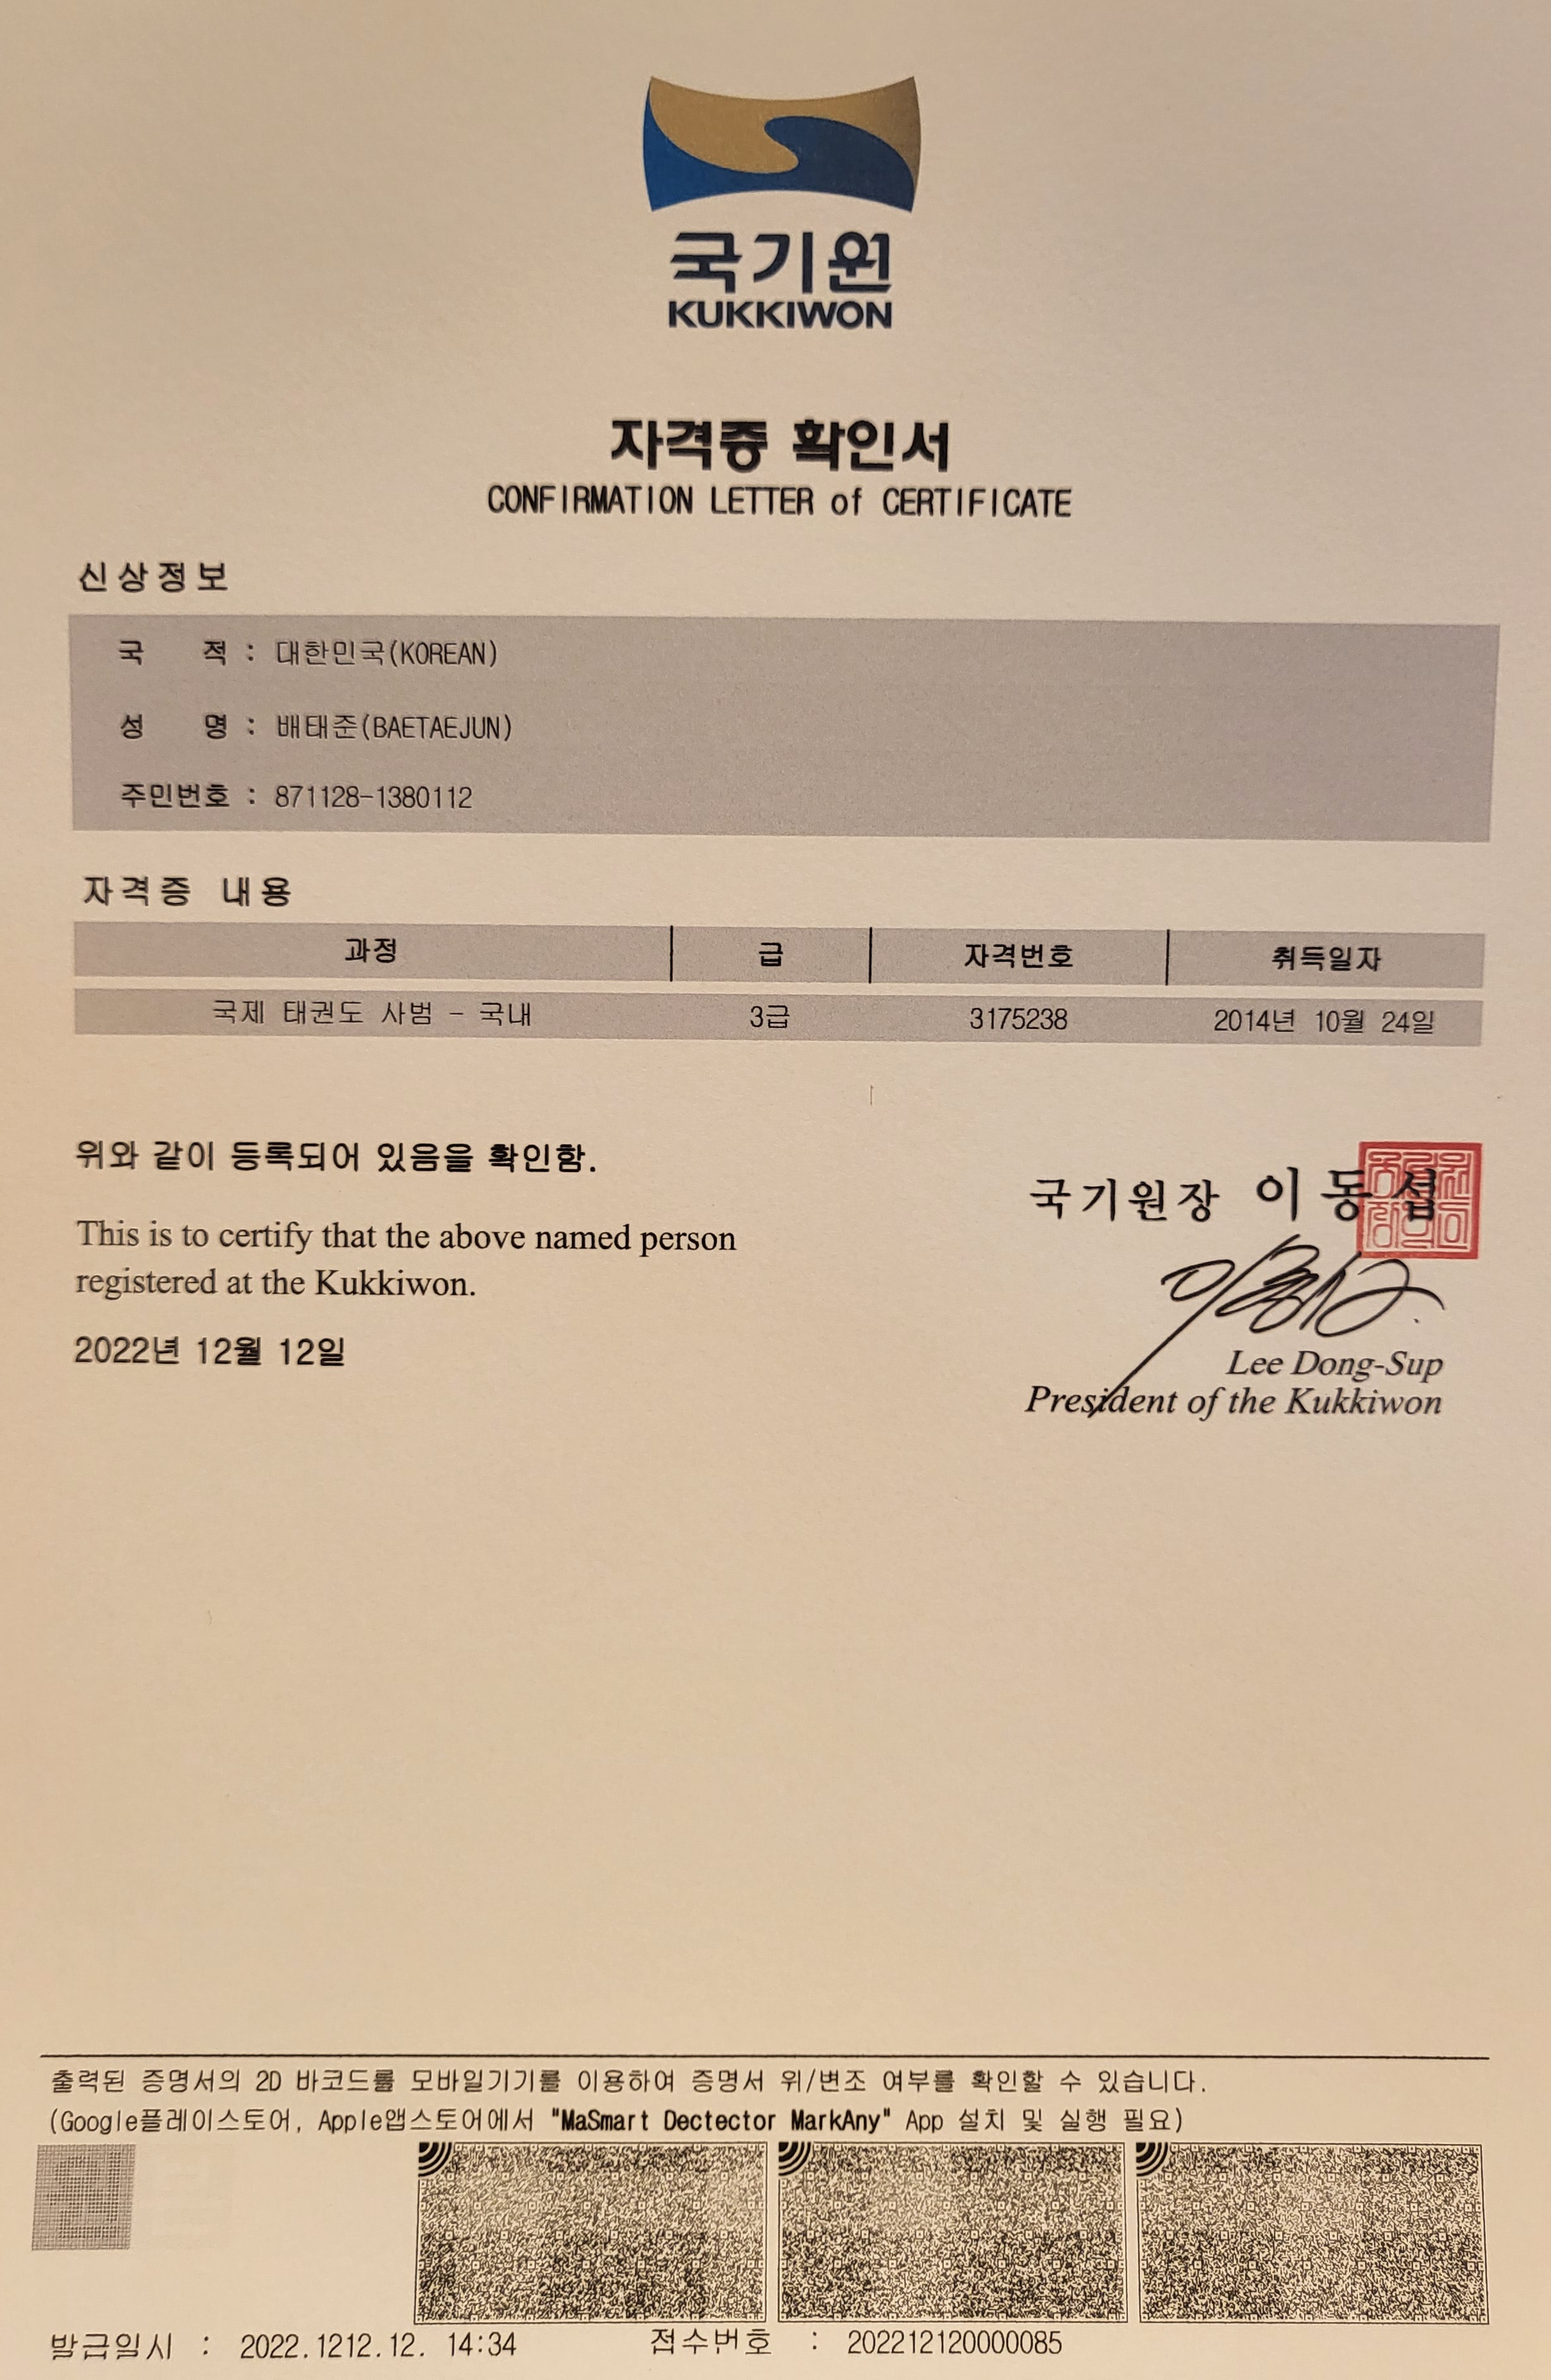 국기원
KUKKIWON
자격증 확인서
CONFIRMATION LETTER of CERTIFICATE
신상정보
국 적 : 대한민국(KOREAN)
성 명 : 배태준(BAETAEJUN)
주민번호 : 871128-1380112
자격증 내용
과정 급 자격번호 취득일자
국제 태권도 사범 - 국내 3급 3175238 2014년 10월 24일
위와 같이 등록되어 있음을 확인함.
국기원장 이동섭
This is to certify that the above named person
registered at the Kukkiwon.
2022년 12월 12일
Lee Dong-Sup
President of the Kukkiwon
출력된 증명서의 2D 바코드를 모바일기기를 이용하여 증명서 위/변조 여부를 확인할 수 있습니다.
(Google플레이스토어, Apple앱스토어에서 "MaSmart Dectector MarkAny" App 설치 및 실행 필요)
발급일시 : 2022.1212.12. 14:34 접수번호 : 202212120000085